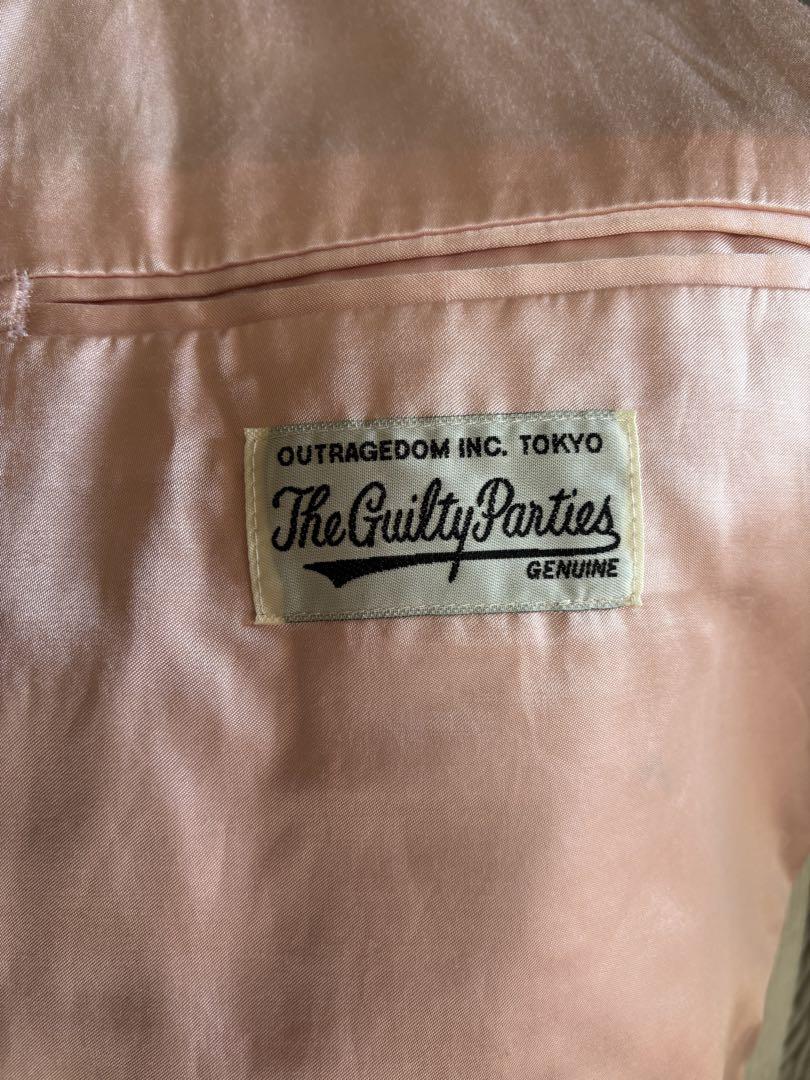 OUTRAGEDOM INC. TOKYO
The Guilty Parties
GENUINE